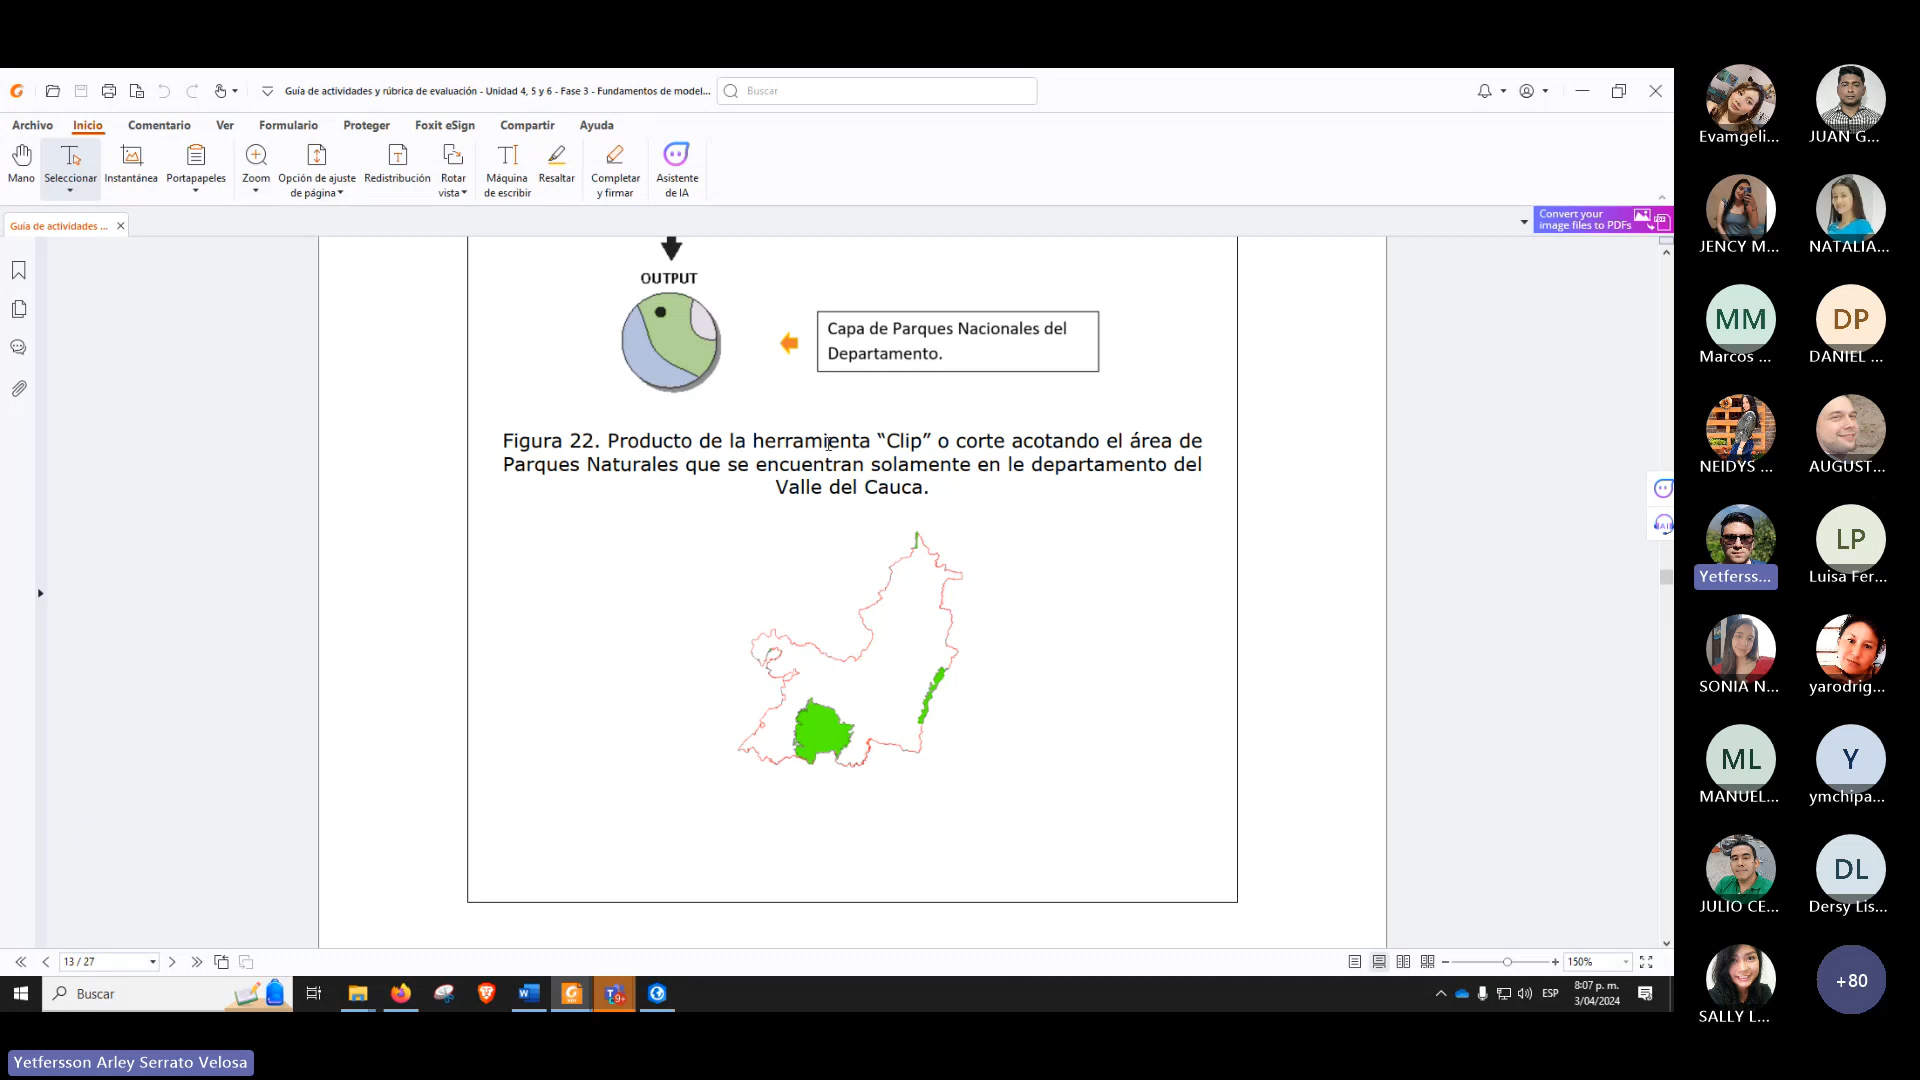 Guía de actividades y rúbrica de evaluación - Unidad 4, 5 y 6 - Fase 3 - Fundamentos de model...
Buscar
Archivo
Inicio
Comentario
Ver
Formulario
Proteger
Foxit eSign
Compartir
Ayuda
Mano
Seleccionar
Instantánea
Portapapeles
Zoom
Opción de ajuste
de página
Redistribución
Rotar
vista
Máquina
de escribir
Resaltar
Completar
y firmar
Asistente
de IA
Guía de actividades ...
Convert your
image files to PDFs
OUTPUT
Capa de Parques Nacionales del
Departamento.
Figura 22. Producto de la herramienta “Clip” o corte acotando el área de
Parques Naturales que se encuentran solamente en le departamento del
Valle del Cauca.
13 / 27
150%
Buscar
ESP
8:07 p. m.
3/04/2024
Evamgeli...
JUAN G...
JENCY M...
NATALIA...
MM
Marcos ...
DP
DANIEL ...
NEIDYS ...
AUGUST...
Yetferss...
LP
Luisa Fer...
SONIA N...
yarodrig...
ML
MANUEL...
Y
ymchipa...
JULIO CE...
DL
Dersy Lis...
SALLY L...
+80
Yetfersson Arley Serrato Velosa